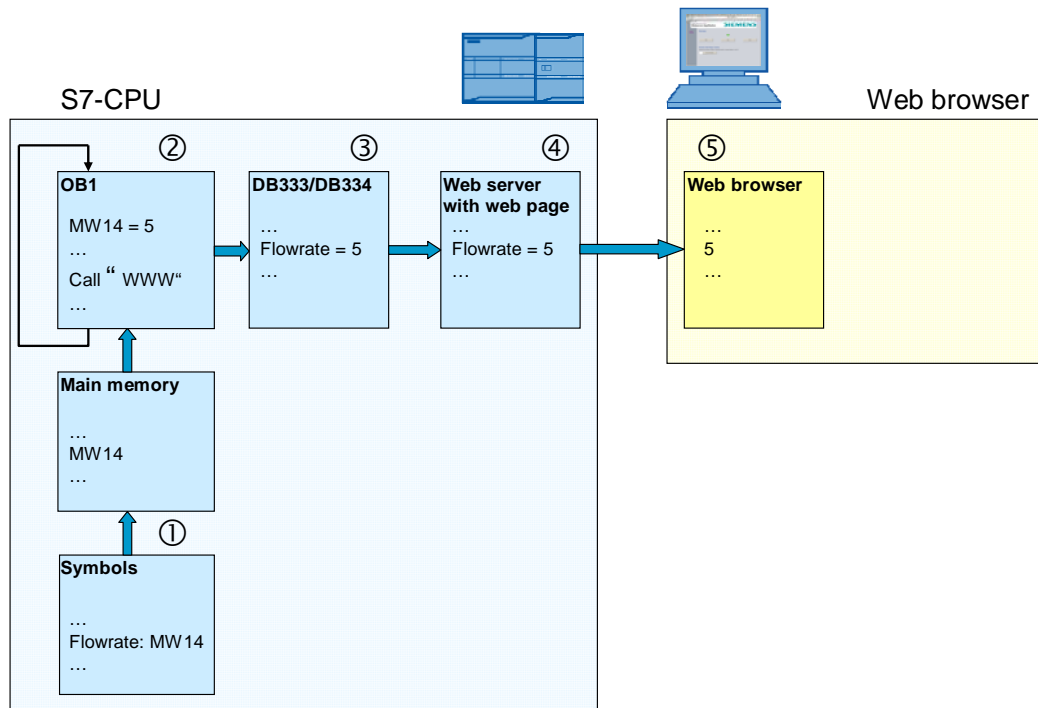 SIEMENS
S7-CPU
Web browser
②
OB1
MW14 = 5
…
Call “ WWW“
…
③
DB333/DB334
…
Flowrate = 5
…
④
Web server
with web page
…
Flowrate = 5
…
⑤
Web browser
…
5
…
Main memory
…
MW14
…
①
Symbols
…
Flowrate: MW14
…